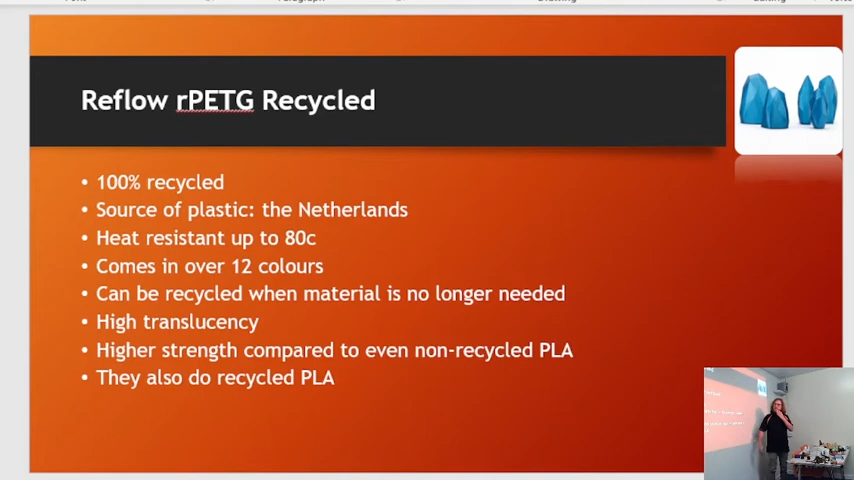 Reflow rPETG Recycled
• 100% recycled
• Source of plastic: the Netherlands
• Heat resistant up to 80c
• Comes in over 12 colours
• Can be recycled when material is no longer needed
• High translucency
• Higher strength compared to even non-recycled PLA
• They also do recycled PLA